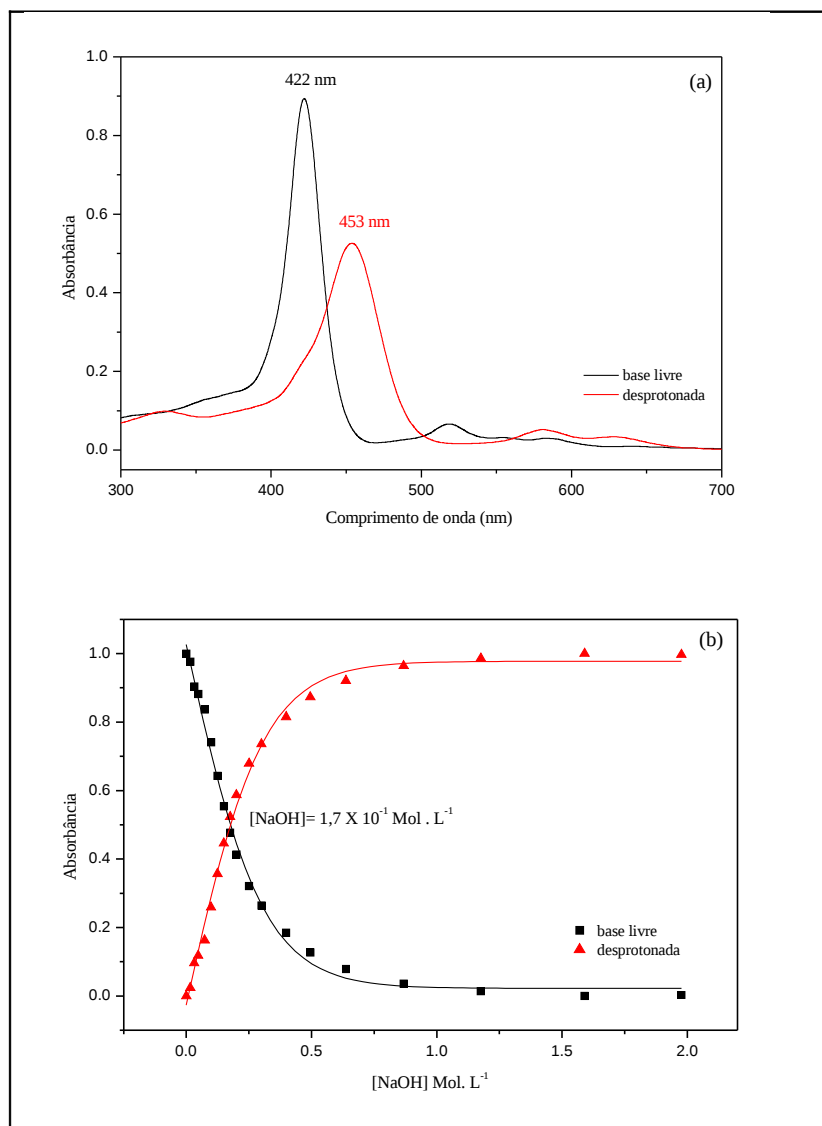 (a)
422 nm
453 nm
Absorbância
1.0
0.8
0.6
0.4
0.2
0.0
base livre
desprotonada
300 400 500 600 700
Comprimento de onda (nm)
(b)
Absorbância
1.0
0.8
0.6
0.4
0.2
0.0
[NaOH]= 1,7 X 10⁻¹ Mol . L⁻¹
base livre
desprotonada
0.0 0.5 1.0 1.5 2.0
[NaOH] Mol. L⁻¹